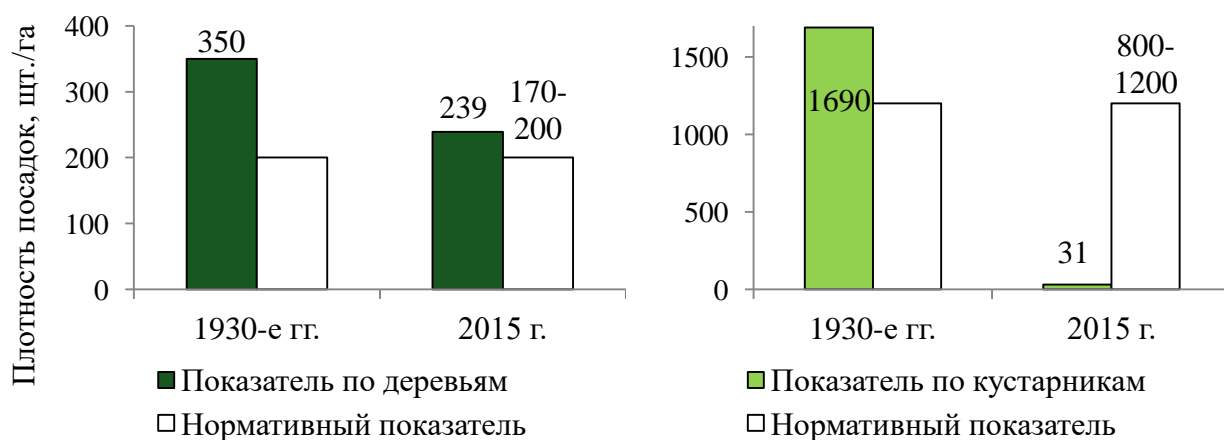 Плотность посадок, щт./га
400
300
200
100
0
350
239
170-
200
1930-е гг.
2015 г.
Показатель по деревьям
Нормативный показатель
1500
1000
500
0
1690
31
800-
1200
1930-е гг.
2015 г.
Показатель по кустарникам
Нормативный показатель